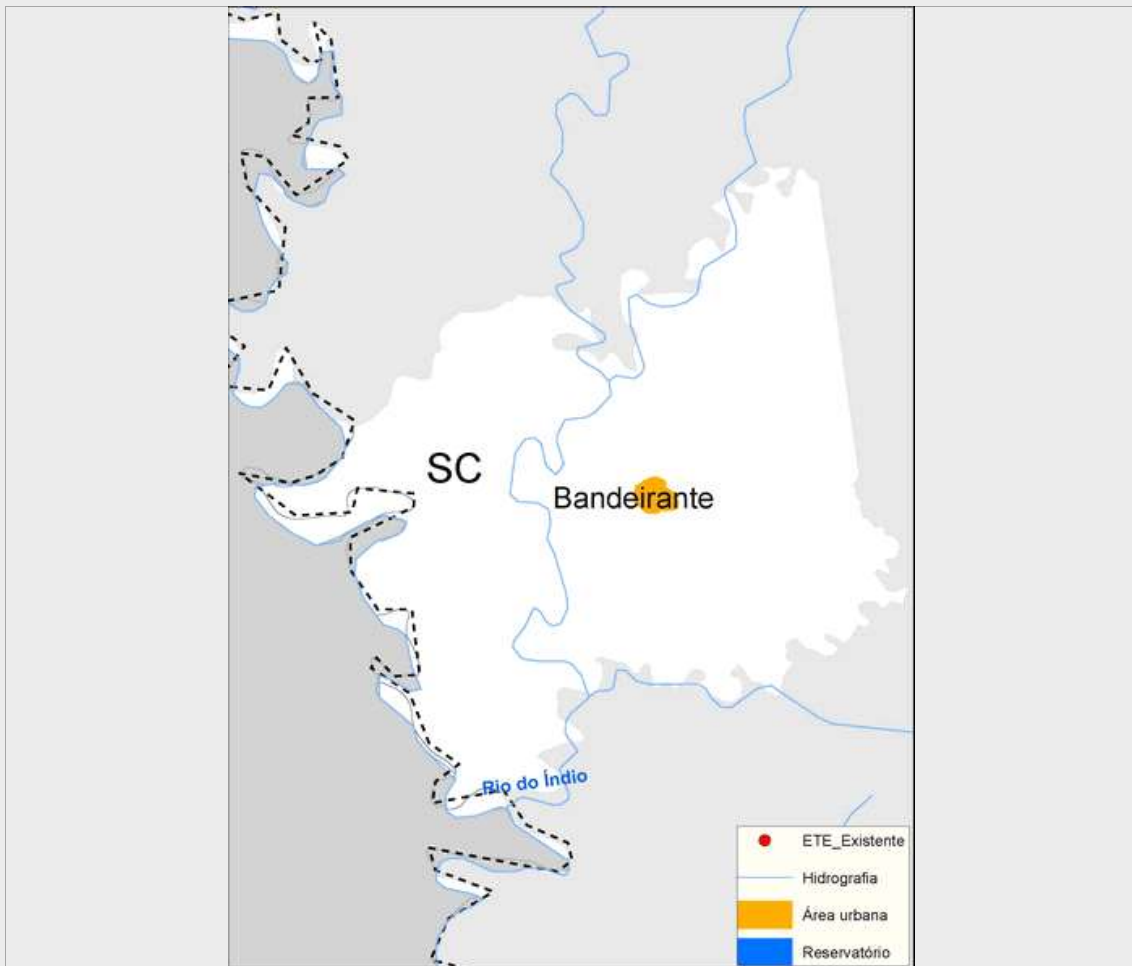 SC
Bandeirante
Rio do Índio
ETE_Existente
Hidrografia
Área urbana
Reservatório